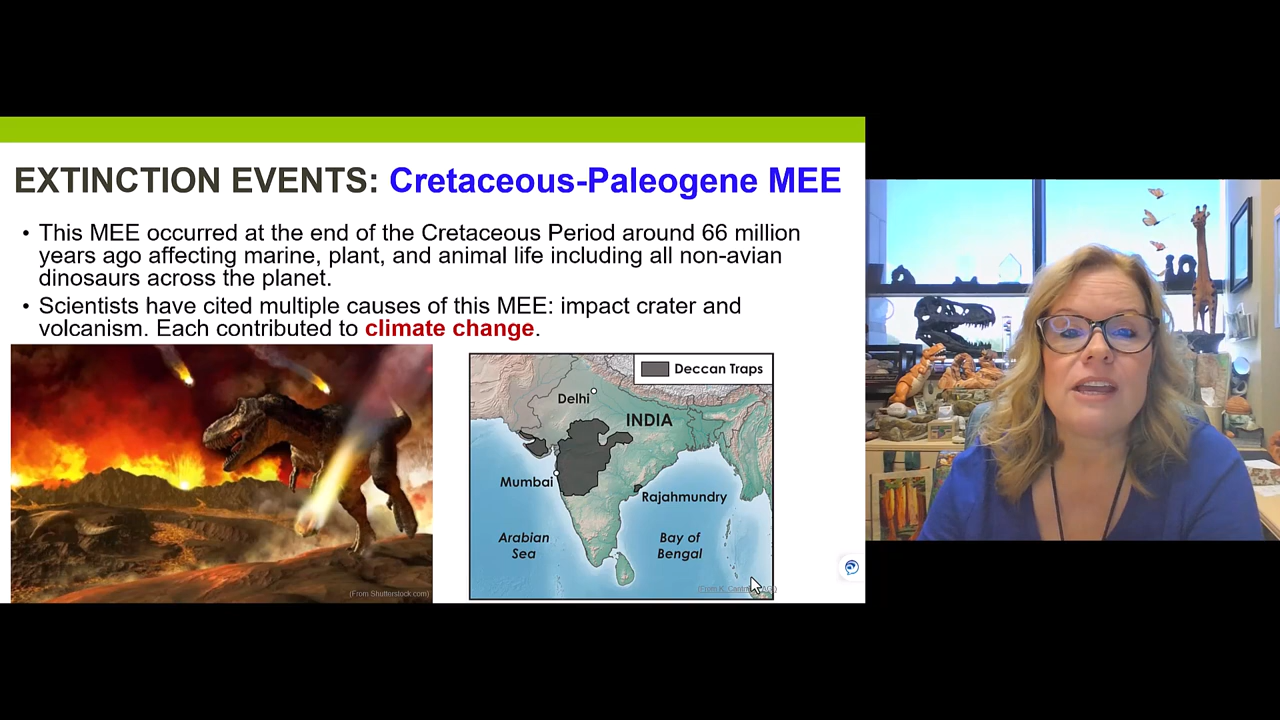 EXTINCTION EVENTS: Cretaceous-Paleogene MEE
• This MEE occurred at the end of the Cretaceous Period around 66 million
years ago affecting marine, plant, and animal life including all non-avian
dinosaurs across the planet.
• Scientists have cited multiple causes of this MEE: impact crater and
volcanism. Each contributed to climate change.
(From Shutterstock.com)
Deccan Traps
Delhi
INDIA
Mumbai
Rajahmundry
Arabian
Sea
Bay of
Bengal